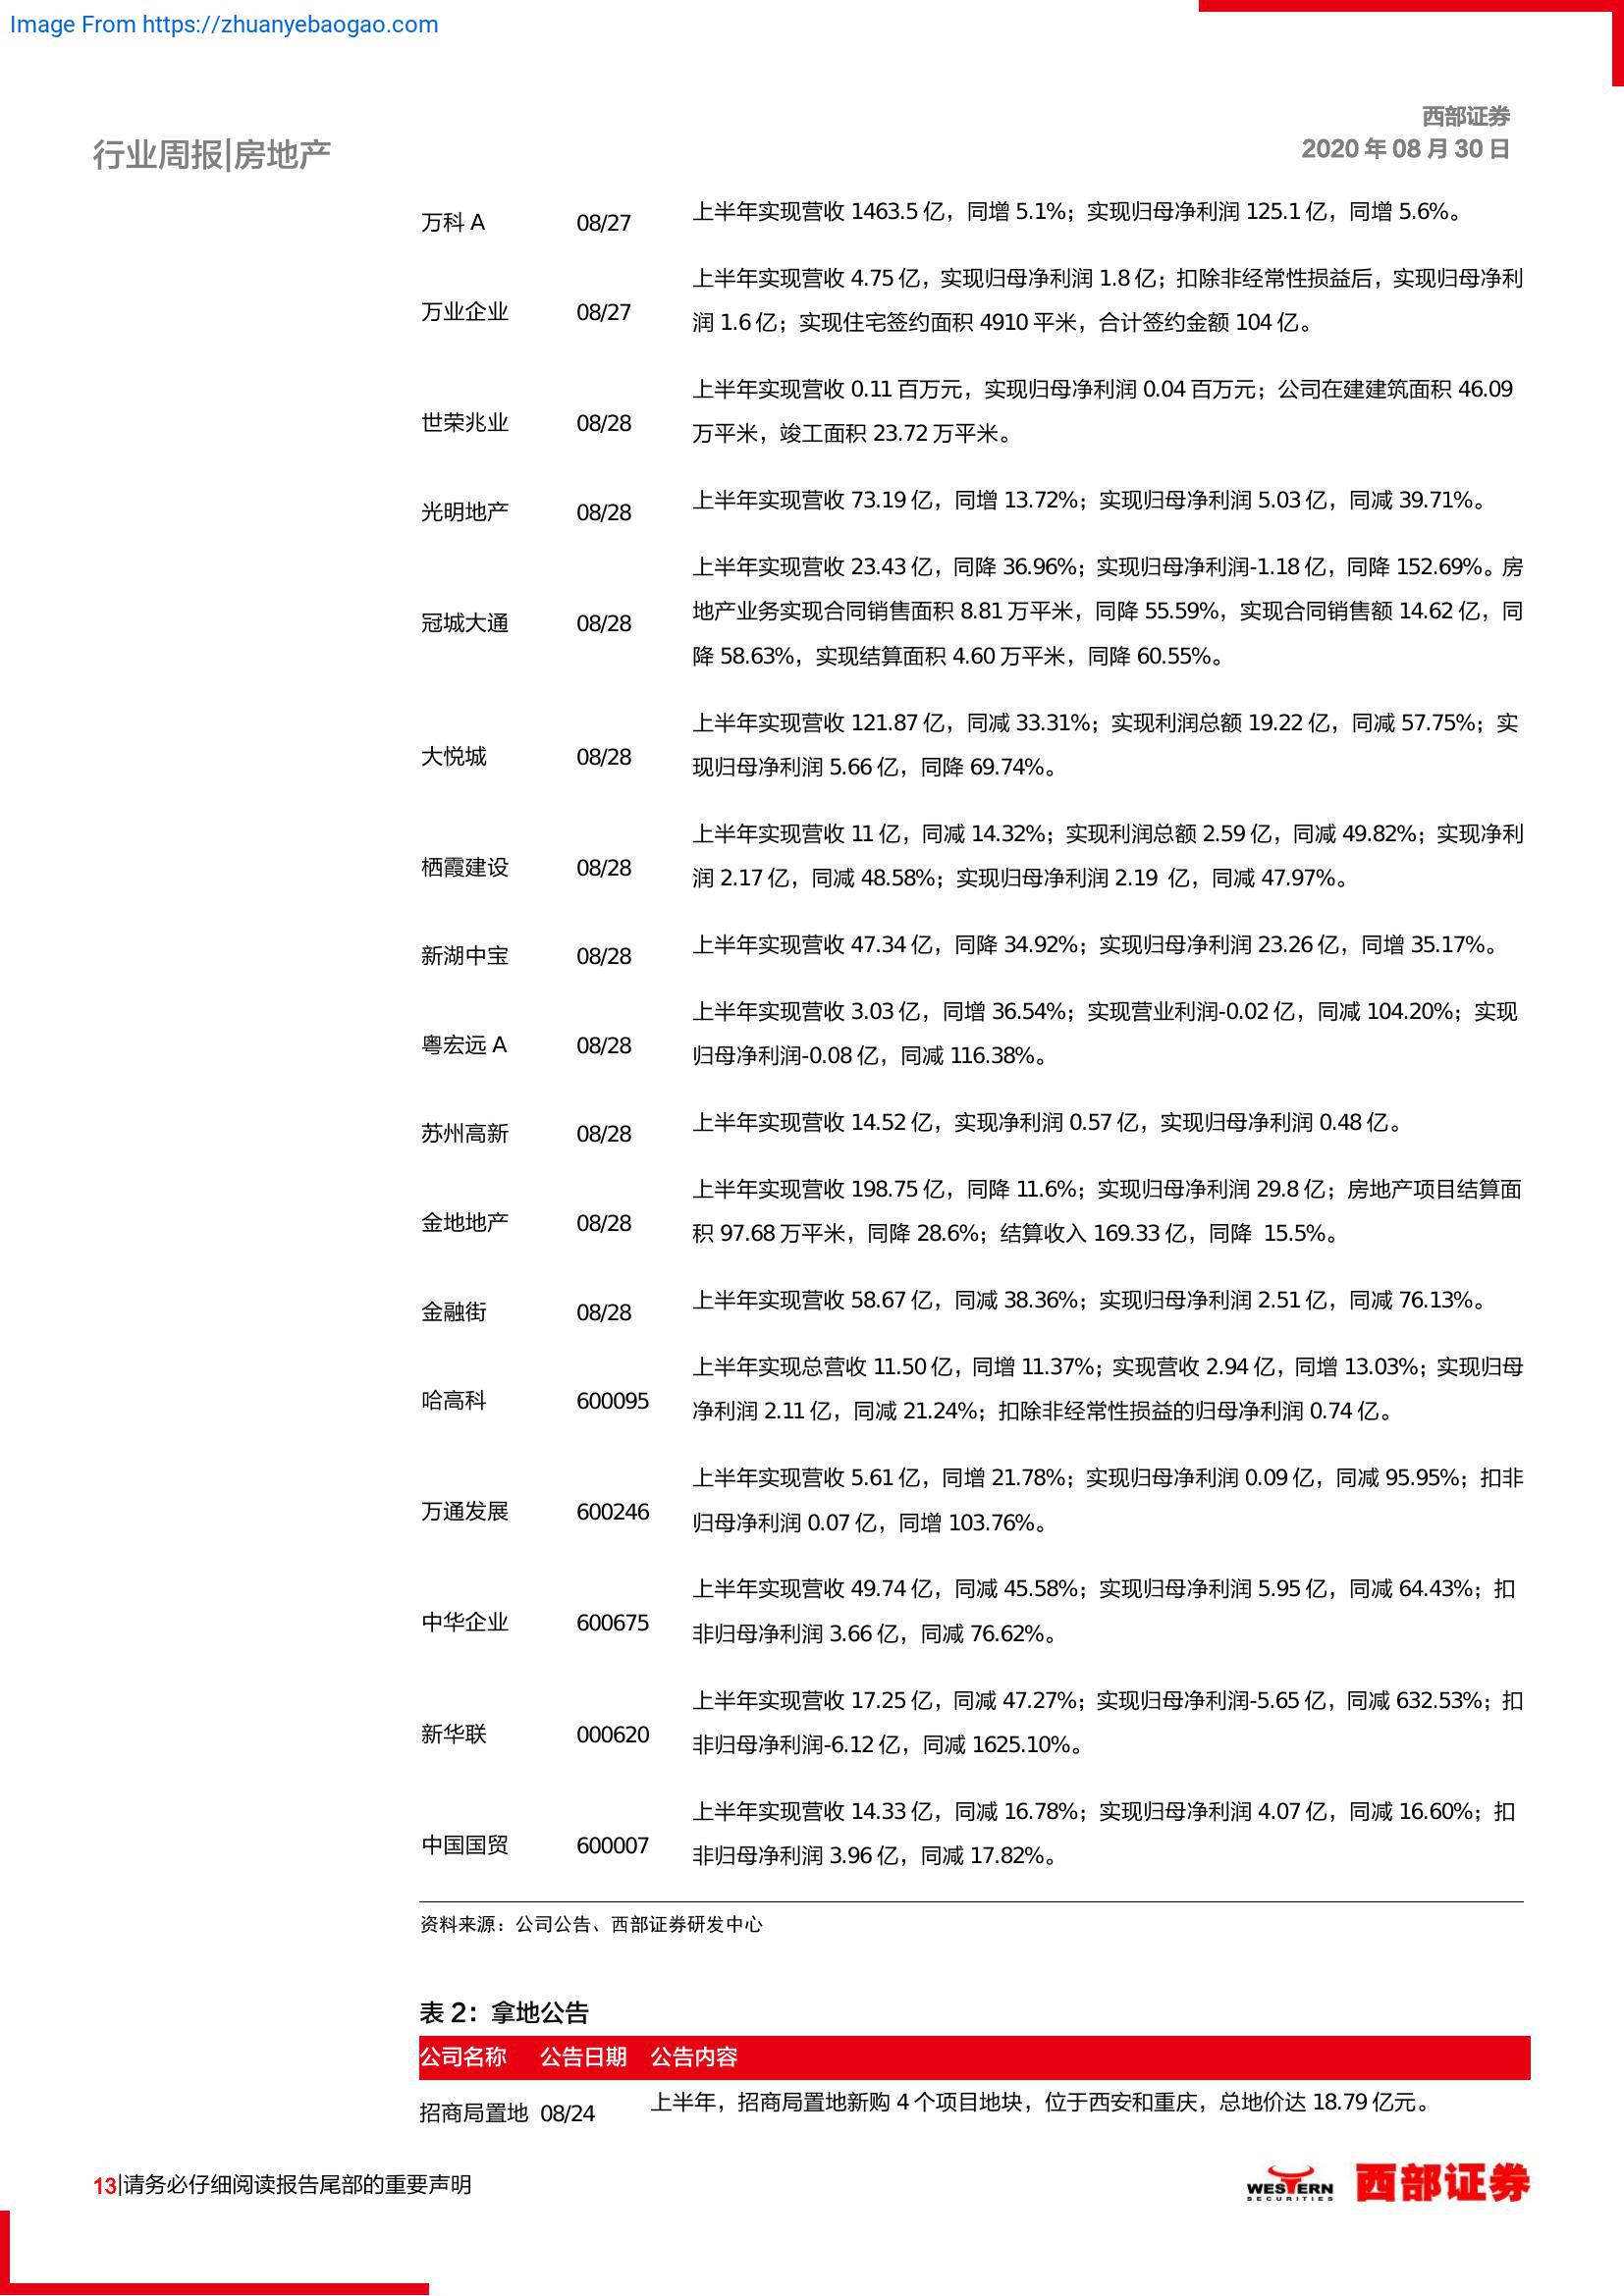 Image From https://zhuanyebaogao.com
西部证券
行业周报|房地产
2020 年 08 月 30 日
万科 A 08/27 上半年实现营收 1463.5 亿，同增 5.1%；实现归母净利润 125.1 亿，同增 5.6%。
上半年实现营收 4.75 亿，实现归母净利润 1.8 亿；扣除非经常性损益后，实现归母净利
万业企业 08/27
润 1.6 亿；实现住宅签约面积 4910 平米，合计签约金额 104 亿。
上半年实现营收 0.11 百万元，实现归母净利润 0.04 百万元；公司在建建筑面积 46.09
世荣兆业 08/28
万平米，竣工面积 23.72 万平米。
光明地产 08/28 上半年实现营收 73.19 亿，同增 13.72%；实现归母净利润 5.03 亿，同减 39.71%。
上半年实现营收 23.43 亿，同降 36.96%；实现归母净利润-1.18 亿，同降 152.69%。房
冠城大通 08/28 地产业务实现合同销售面积 8.81 万平米，同降 55.59%，实现合同销售额 14.62 亿，同
降 58.63%，实现结算面积 4.60 万平米，同降 60.55%。
上半年实现营收 121.87 亿，同减 33.31%；实现利润总额 19.22 亿，同减 57.75%；实
大悦城 08/28
现归母净利润 5.66 亿，同降 69.74%。
上半年实现营收 11 亿，同减 14.32%；实现利润总额 2.59 亿，同减 49.82%；实现净利
栖霞建设 08/28
润 2.17 亿，同减 48.58%；实现归母净利润 2.19 亿，同减 47.97%。
新湖中宝 08/28 上半年实现营收 47.34 亿，同降 34.92%；实现归母净利润 23.26 亿，同增 35.17%。
上半年实现营收 3.03 亿，同增 36.54%；实现营业利润-0.02 亿，同减 104.20%；实现
粤宏远 A 08/28
归母净利润-0.08 亿，同减 116.38%。
苏州高新 08/28 上半年实现营收 14.52 亿，实现净利润 0.57 亿，实现归母净利润 0.48 亿。
上半年实现营收 198.75 亿，同降 11.6%；实现归母净利润 29.8 亿；房地产项目结算面
金地地产 08/28
积 97.68 万平米，同降 28.6%；结算收入 169.33 亿，同降 15.5%。
金融街 08/28 上半年实现营收 58.67 亿，同减 38.36%；实现归母净利润 2.51 亿，同减 76.13%。
上半年实现总营收 11.50 亿，同增 11.37%；实现营收 2.94 亿，同增 13.03%；实现归母
哈高科 600095
净利润 2.11 亿，同减 21.24%；扣除非经常性损益的归母净利润 0.74 亿。
上半年实现营收 5.61 亿，同增 21.78%；实现归母净利润 0.09 亿，同减 95.95%；扣非
万通发展 600246
归母净利润 0.07 亿，同增 103.76%。
上半年实现营收 49.74 亿，同减 45.58%；实现归母净利润 5.95 亿，同减 64.43%；扣
中华企业 600675
非归母净利润 3.66 亿，同减 76.62%。
上半年实现营收 17.25 亿，同减 47.27%；实现归母净利润-5.65 亿，同减 632.53%；扣
新华联 000620
非归母净利润-6.12 亿，同减 1625.10%。
上半年实现营收 14.33 亿，同减 16.78%；实现归母净利润 4.07 亿，同减 16.60%；扣
中国国贸 600007
非归母净利润 3.96 亿，同减 17.82%。
资料来源：公司公告、西部证券研发中心
表 2：拿地公告
公司名称 公告日期 公告内容
招商局置地 08/24 上半年，招商局置地新购 4 个项目地块，位于西安和重庆，总地价达 18.79 亿元。
13|请务必仔细阅读报告尾部的重要声明
WESTERN
SECURITIES
西部证券